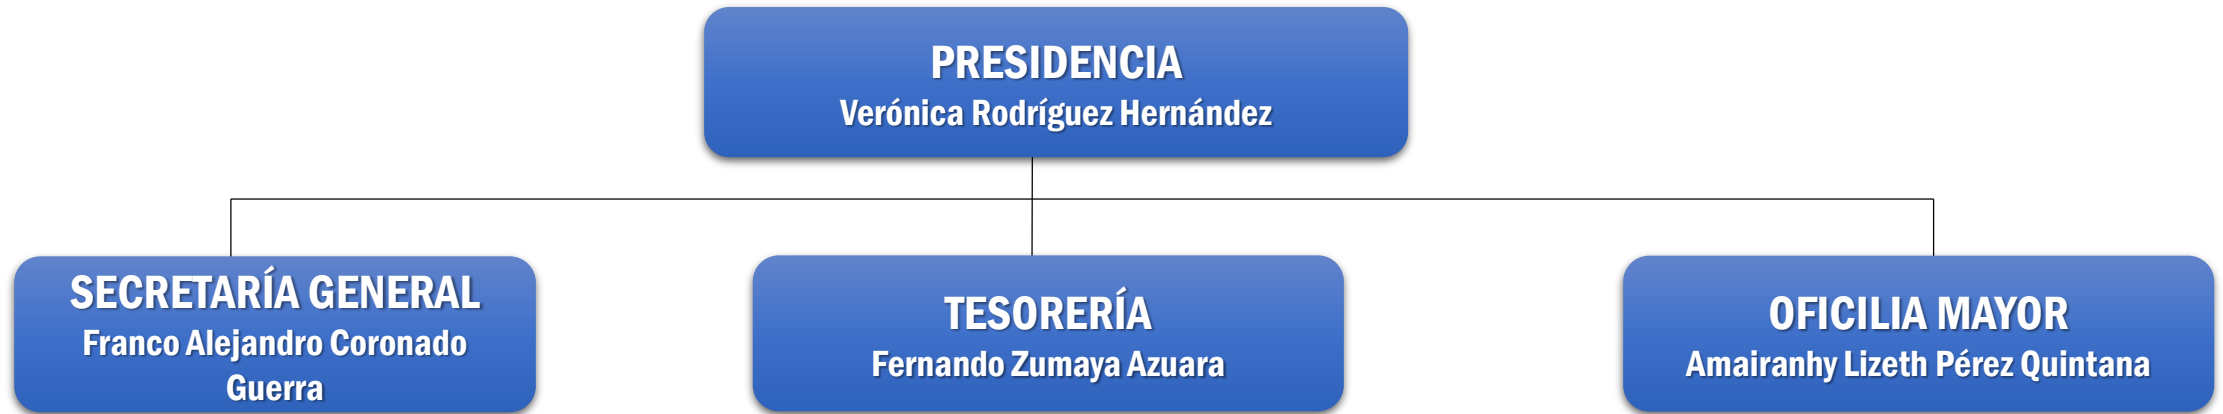 PRESIDENCIA
Verónica Rodríguez Hernández
SECRETARÍA GENERAL
Franco Alejandro Coronado
Guerra
TESORERÍA
Fernando Zumaya Azuara
OFICILIA MAYOR
Amairanhy Lizeth Pérez Quintana